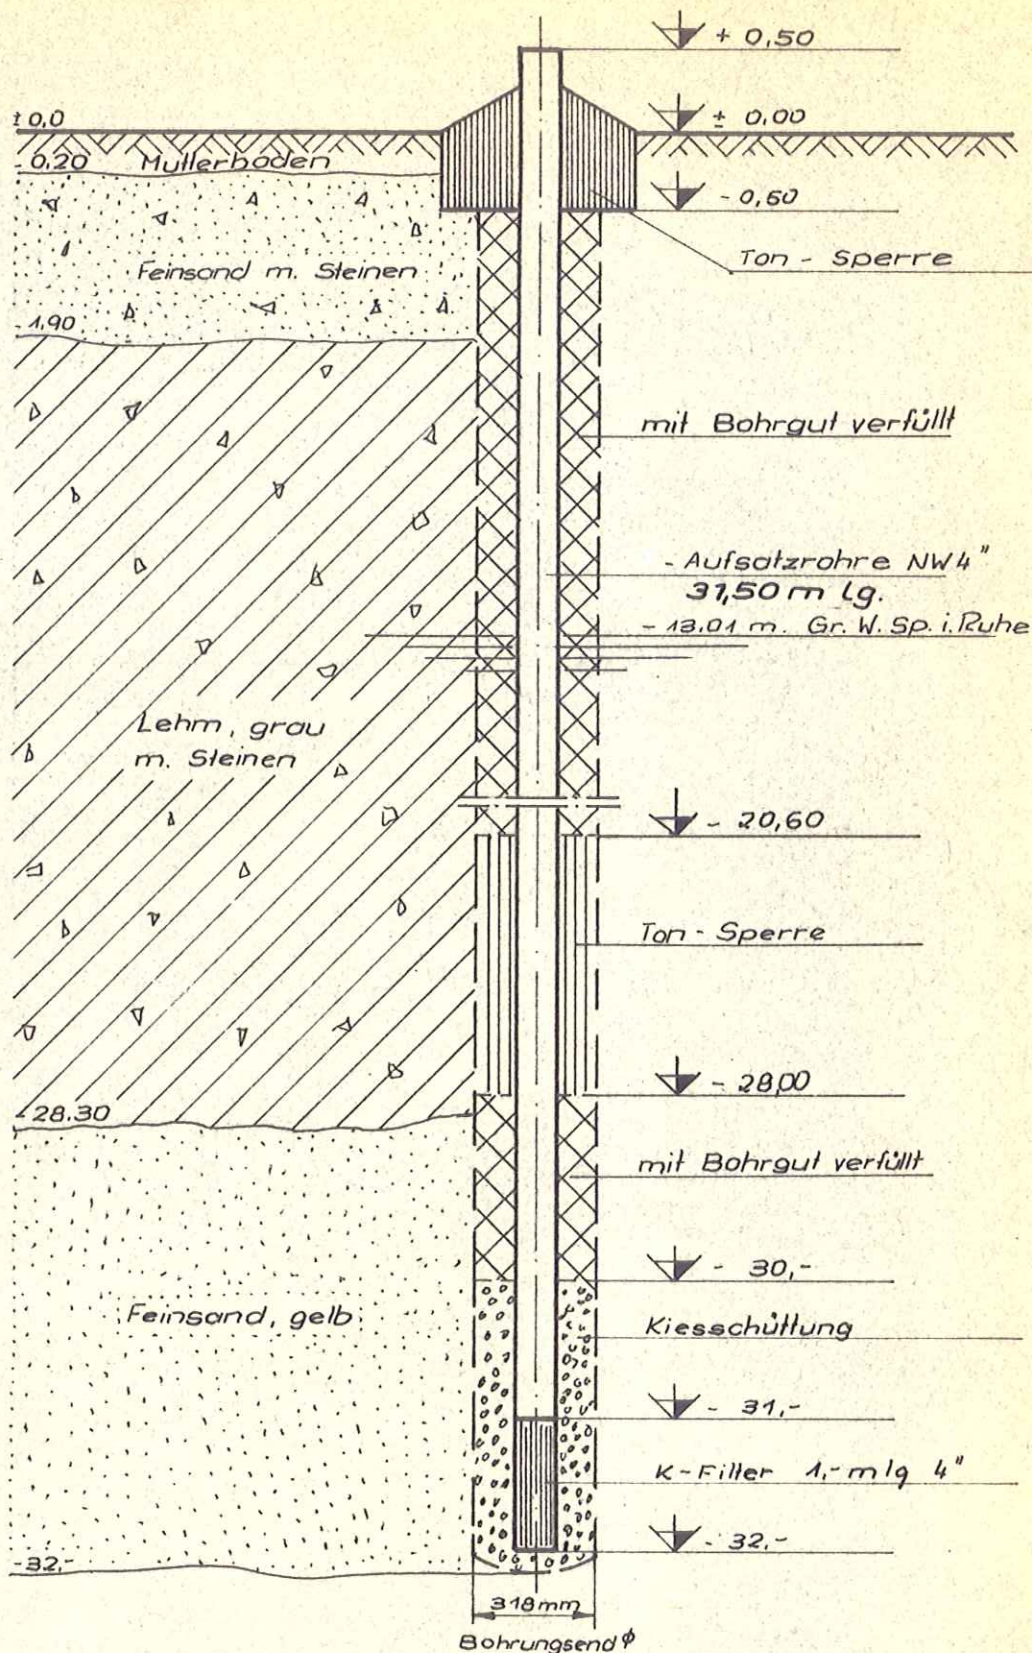 + 0,50
± 0,0
± 0,00
- 0.20 Mutterboden
- 0,60
Ton - Sperre
Feinsand m. Steinen
- 1.90
mit Bohrgut verfüllt
- Aufsatzrohre NW 4"
31,50 m lg.
- 13.01 m. Gr. W. Sp. i. Ruhe
Lehm, grau
m. Steinen
- 20,60
Ton - Sperre
- 28,00
- 28.30
mit Bohrgut verfüllt
- 30,-
Feinsand, gelb
Kiesschüttung
- 31,-
K-Filter 1,- m lg 4"
- 32,-
- 32,-
318 mm
Bohrungsend ϕ